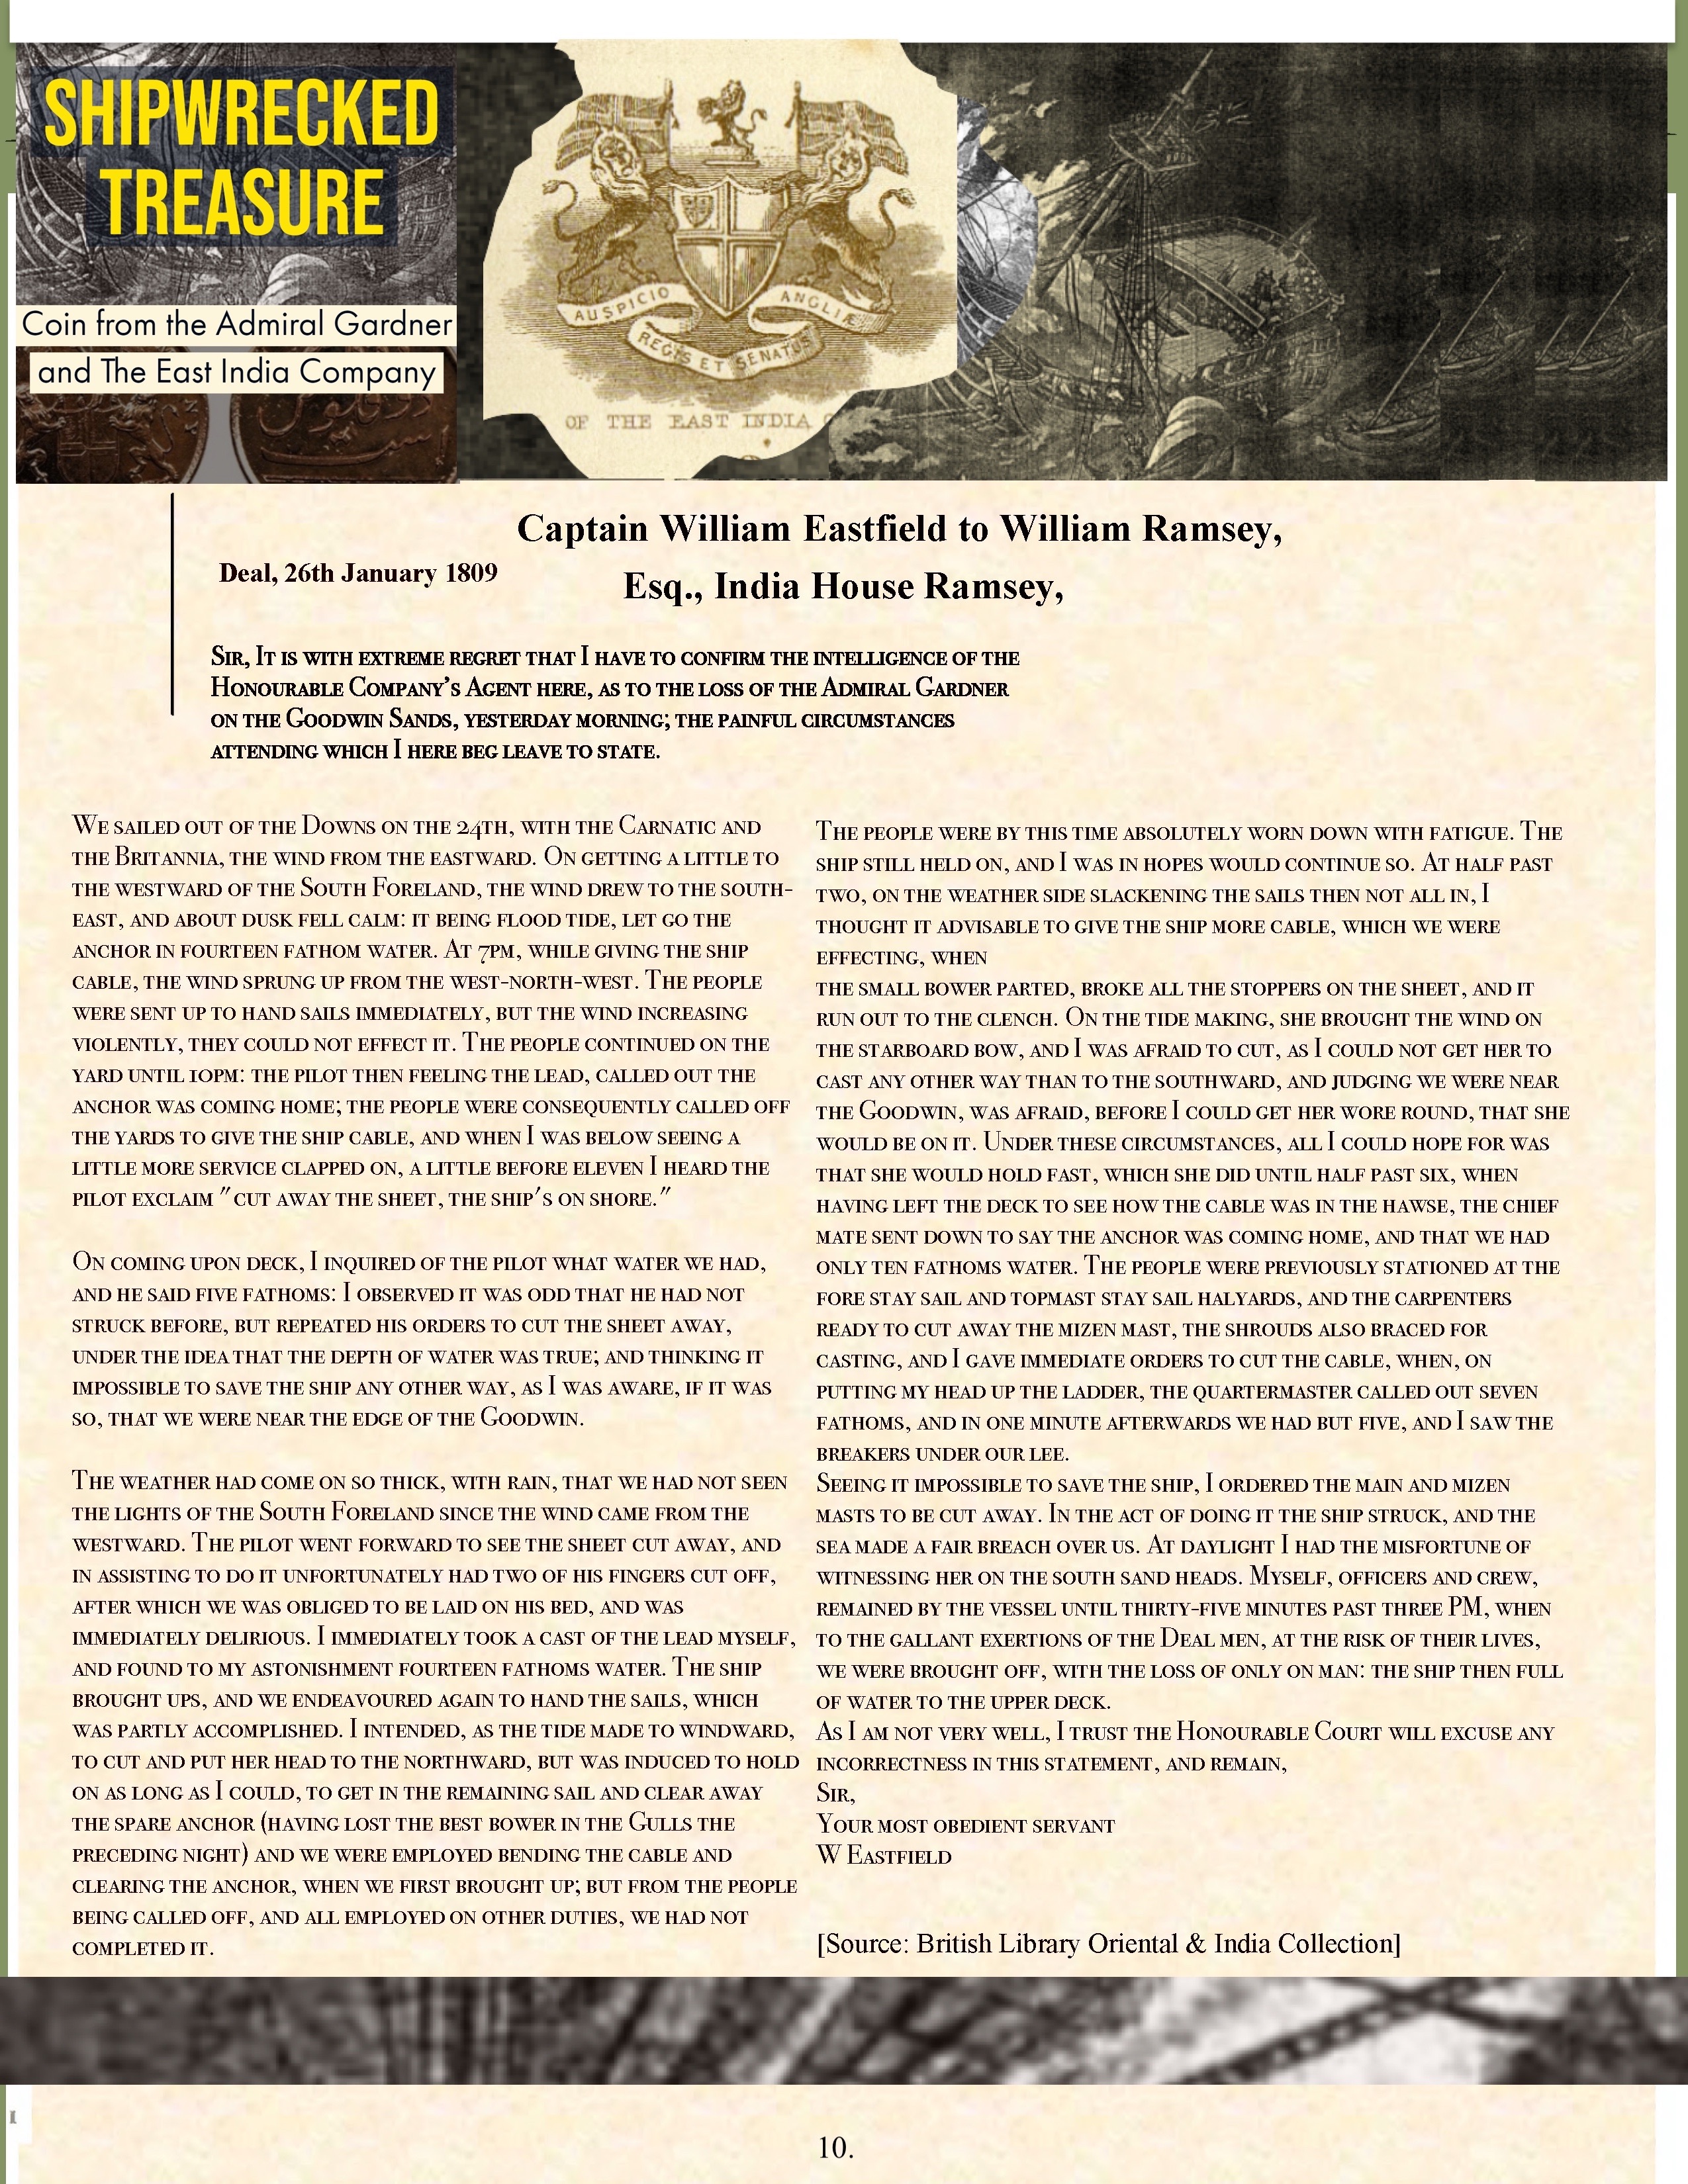 SHIPWRECKED
TREASURE
Coin from the Admiral Gardner
and The East India Company
AUSPICIO
REGIS ET SENATUS
ANGLIÆ
OF THE EAST INDIA
Captain William Eastfield to William Ramsey,
Deal, 26th January 1809
Esq., India House Ramsey,
Sir, It is with extreme regret that I have to confirm the intelligence of the
Honourable Company's Agent here, as to the loss of the Admiral Gardner
on the Goodwin Sands, yesterday morning; the painful circumstances
attending which I here beg leave to state.
We sailed out of the Downs on the 24th, with the Carnatic and
the Britannia, the wind from the eastward. On getting a little to
the westward of the South Foreland, the wind drew to the south-
east, and about dusk fell calm: it being flood tide, let go the
anchor in fourteen fathom water. At 7pm, while giving the ship
cable, the wind sprung up from the west-north-west. The people
were sent up to hand sails immediately, but the wind increasing
violently, they could not effect it. The people continued on the
yard until 10pm: the pilot then feeling the lead, called out the
anchor was coming home; the people were consequently called off
the yards to give the ship cable, and when I was below seeing a
little more service clapped on, a little before eleven I heard the
pilot exclaim "cut away the sheet, the ship's on shore."
On coming upon deck, I inquired of the pilot what water we had,
and he said five fathoms: I observed it was odd that he had not
struck before, but repeated his orders to cut the sheet away,
under the idea that the depth of water was true; and thinking it
impossible to save the ship any other way, as I was aware, if it was
so, that we were near the edge of the Goodwin.
The weather had come on so thick, with rain, that we had not seen
the lights of the South Foreland since the wind came from the
westward. The pilot went forward to see the sheet cut away, and
in assisting to do it unfortunately had two of his fingers cut off,
after which we was obliged to be laid on his bed, and was
immediately delirious. I immediately took a cast of the lead myself,
and found to my astonishment fourteen fathoms water. The ship
brought ups, and we endeavoured again to hand the sails, which
was partly accomplished. I intended, as the tide made to windward,
to cut and put her head to the northward, but was induced to hold
on as long as I could, to get in the remaining sail and clear away
the spare anchor (having lost the best bower in the Gulls the
preceding night) and we were employed bending the cable and
clearing the anchor, when we first brought up; but from the people
being called off, and all employed on other duties, we had not
completed it.
The people were by this time absolutely worn down with fatigue. The
ship still held on, and I was in hopes would continue so. At half past
two, on the weather side slackening the sails then not all in, I
thought it advisable to give the ship more cable, which we were
effecting, when
the small bower parted, broke all the stoppers on the sheet, and it
run out to the clench. On the tide making, she brought the wind on
the starboard bow, and I was afraid to cut, as I could not get her to
cast any other way than to the southward, and judging we were near
the Goodwin, was afraid, before I could get her wore round, that she
would be on it. Under these circumstances, all I could hope for was
that she would hold fast, which she did until half past six, when
having left the deck to see how the cable was in the hawse, the chief
mate sent down to say the anchor was coming home, and that we had
only ten fathoms water. The people were previously stationed at the
fore stay sail and topmast stay sail halyards, and the carpenters
ready to cut away the mizen mast, the shrouds also braced for
casting, and I gave immediate orders to cut the cable, when, on
putting my head up the ladder, the quartermaster called out seven
fathoms, and in one minute afterwards we had but five, and I saw the
breakers under our lee.
Seeing it impossible to save the ship, I ordered the main and mizen
masts to be cut away. In the act of doing it the ship struck, and the
sea made a fair breach over us. At daylight I had the misfortune of
witnessing her on the south sand heads. Myself, officers and crew,
remained by the vessel until thirty-five minutes past three PM, when
to the gallant exertions of the Deal men, at the risk of their lives,
we were brought off, with the loss of only on man: the ship then full
of water to the upper deck.
As I am not very well, I trust the Honourable Court will excuse any
incorrectness in this statement, and remain,
Sir,
Your most obedient servant
W Eastfield
[Source: British Library Oriental & India Collection]
10.